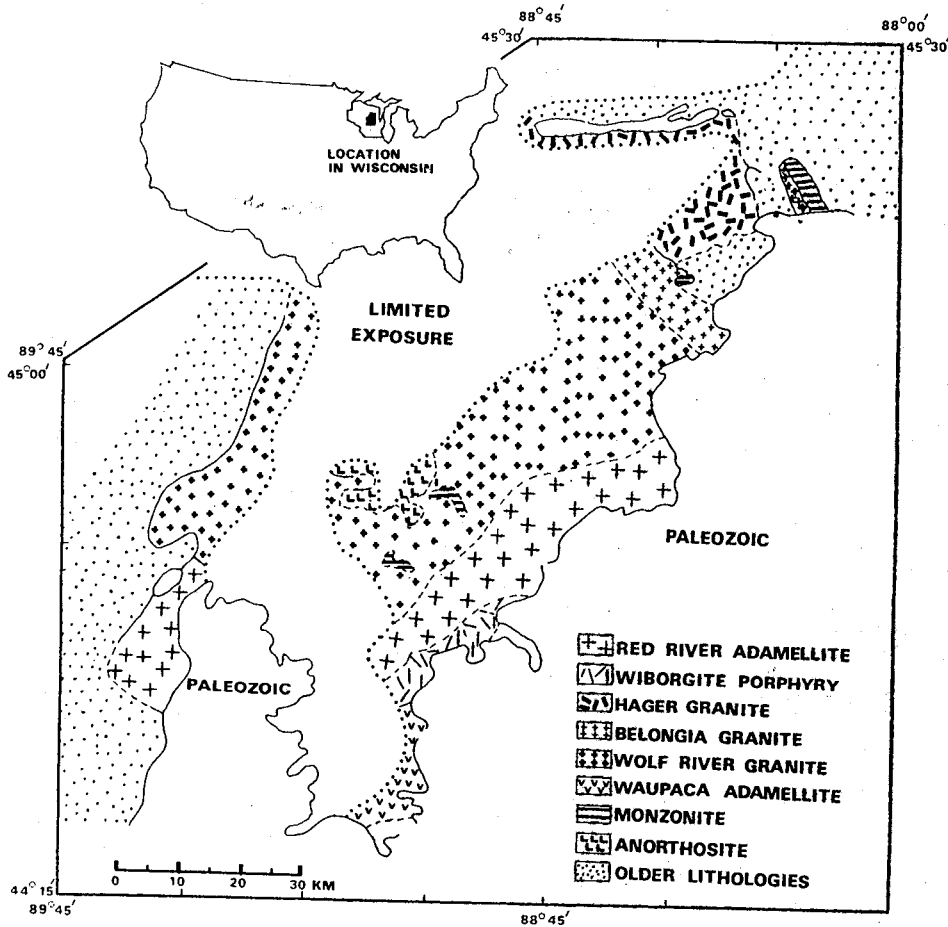 88°45'
88°00'
45°30'
45°30'
LOCATION
IN WISCONSIN
LIMITED
EXPOSURE
89°45'
45°00'
PALEOZOIC
PALEOZOIC
RED RIVER ADAMELLITE
WIBORGITE PORPHYRY
HAGER GRANITE
BELONGIA GRANITE
WOLF RIVER GRANITE
WAUPACA ADAMELLITE
MONZONITE
ANORTHOSITE
OLDER LITHOLOGIES
0 10 20 30 KM
44°15'
89°45'
88°45'